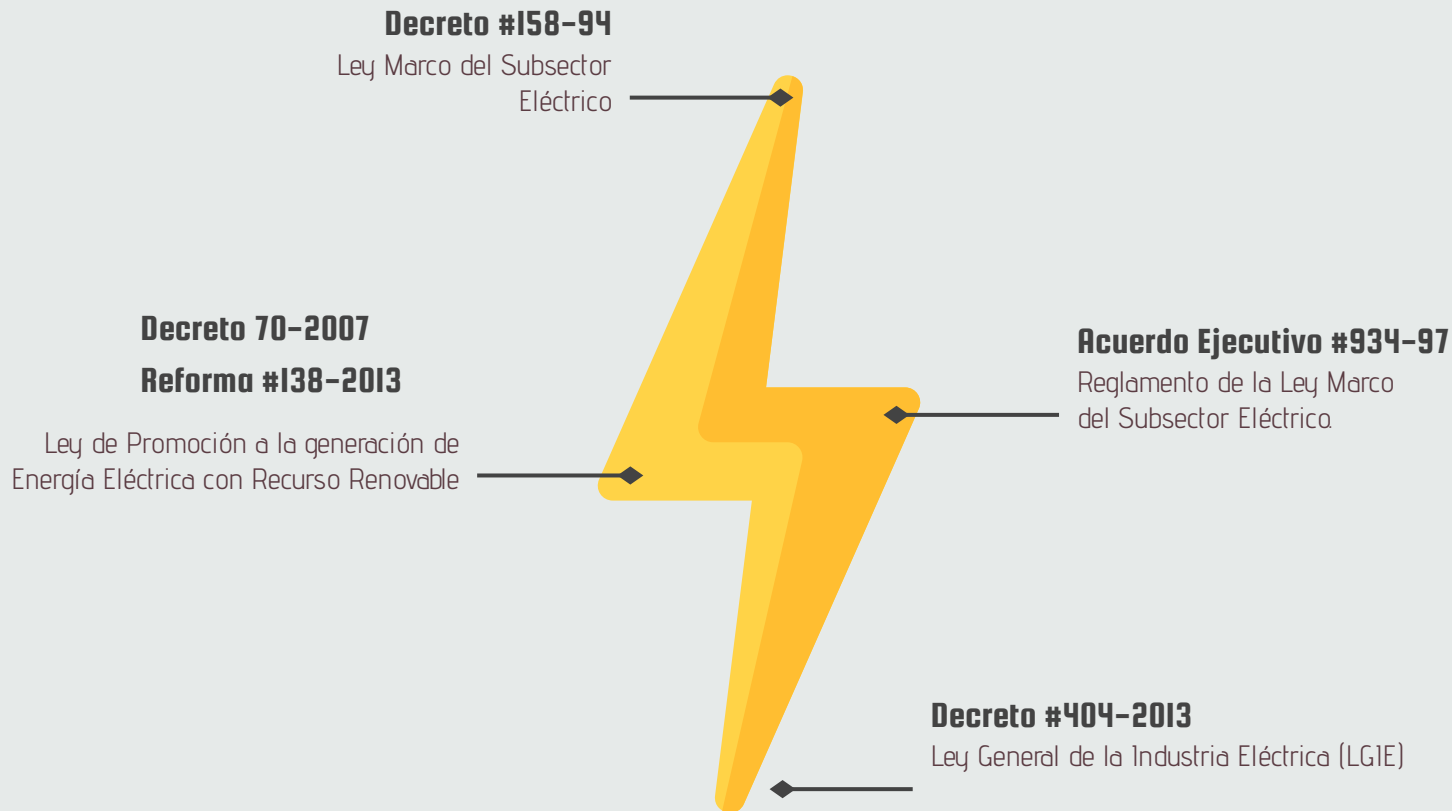 Decreto #158-94
Ley Marco del Subsector
Eléctrico
Decreto 70-2007
Reforma #138-2013
Ley de Promoción a la generación de
Energía Eléctrica con Recurso Renovable
Acuerdo Ejecutivo #934-97
Reglamento de la Ley Marco
del Subsector Eléctrico.
Decreto #404-2013
Ley General de la Industria Eléctrica (LGIE)